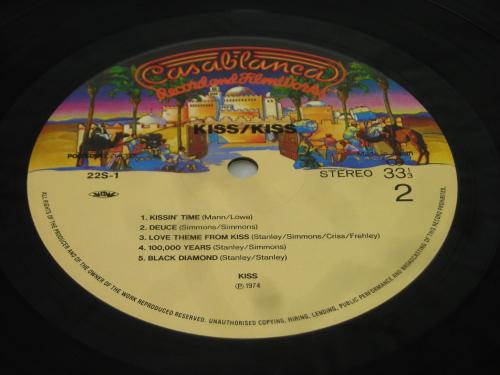 Casablanca
Record and FilmWorks
KISS/KISS
22S-1
STEREO 33⅓
2
1. KISSIN' TIME (Mann/Lowe)
2. DEUCE (Simmons/Simmons)
3. LOVE THEME FROM KISS (Stanley/Simmons/Criss/Frehley)
4. 100,000 YEARS (Stanley/Simmons)
5. BLACK DIAMOND (Stanley/Stanley)
KISS
Ⓟ 1974
ALL RIGHTS OF THE PRODUCER AND OF THE OWNER OF THE WORK REPRODUCED RESERVED. UNAUTHORISED COPYING, HIRING, LENDING, PUBLIC PERFORMANCE AND BROADCASTING OF THIS RECORD PROHIBITED.